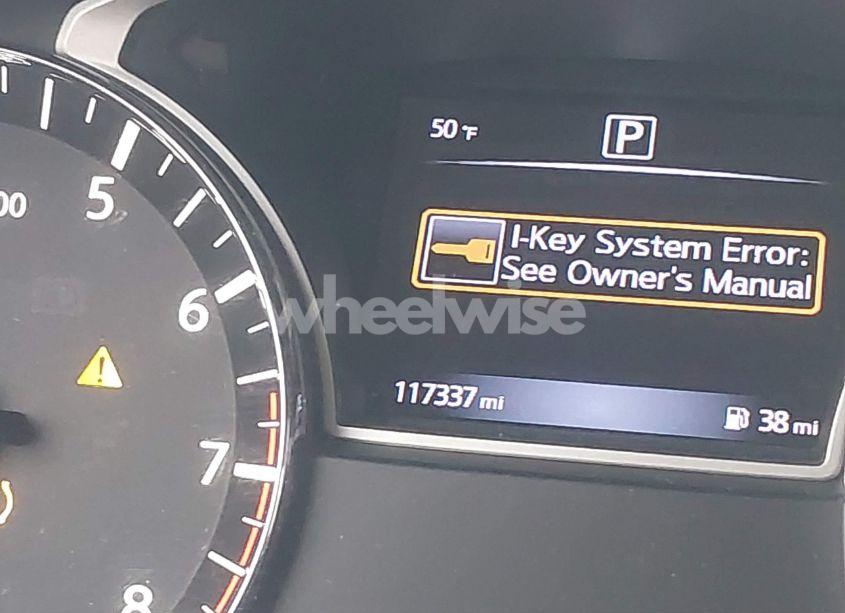 50 °F
P
I-Key System Error:
See Owner's Manual
wheelwise
117337 mi
38 mi
00
5
6
7
8